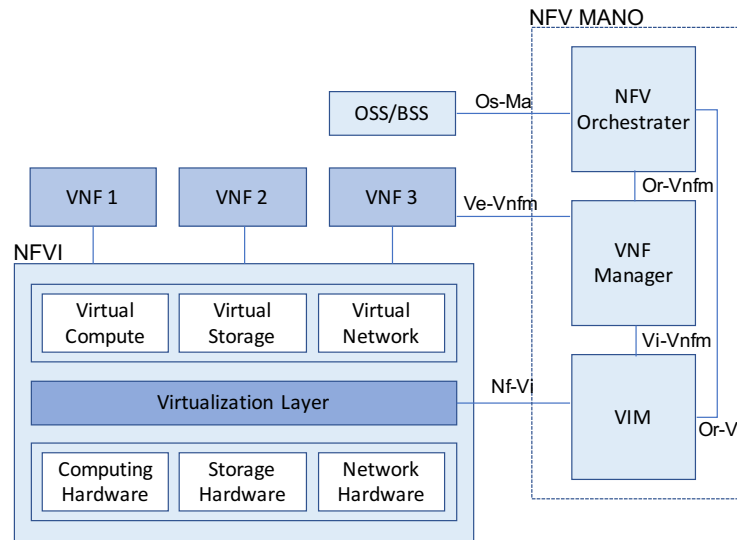 NFV MANO
NFV
Orchestrater
OSS/BSS
Os-Ma
Or-Vnfm
VNF 1
VNF 2
VNF 3
Ve-Vnfm
VNF
Manager
NFVI
Virtual
Compute
Virtual
Storage
Virtual
Network
Vi-Vnfm
Virtualization Layer
Nf-Vi
VIM
Or-V
Computing
Hardware
Storage
Hardware
Network
Hardware